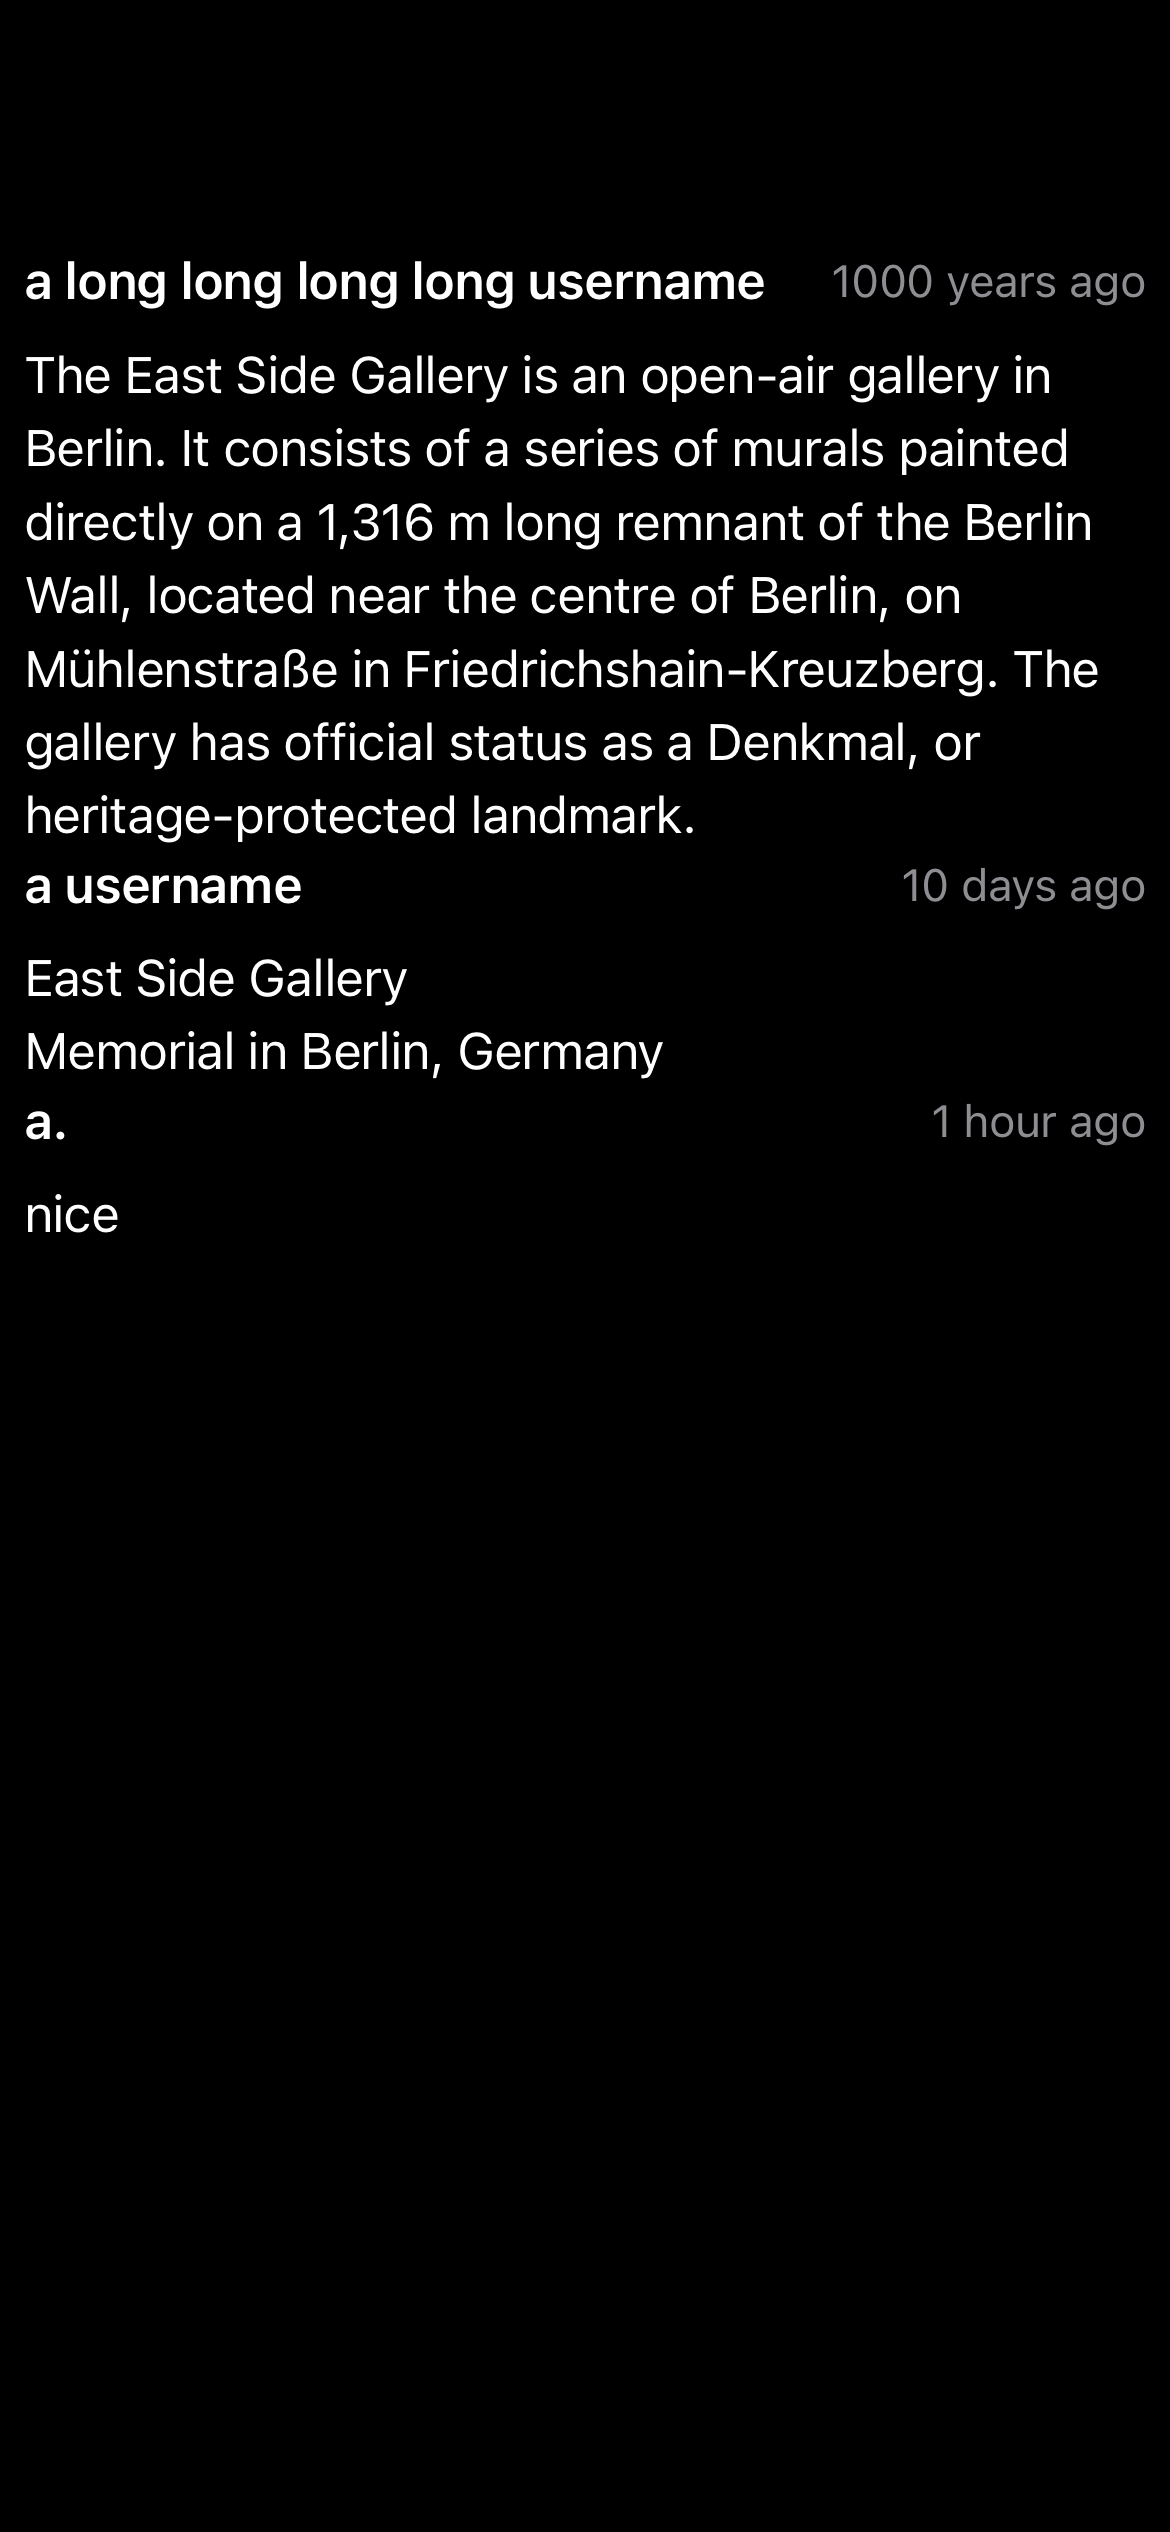 a long long long long username 1000 years ago
The East Side Gallery is an open-air gallery in
Berlin. It consists of a series of murals painted
directly on a 1,316 m long remnant of the Berlin
Wall, located near the centre of Berlin, on
Mühlenstraße in Friedrichshain-Kreuzberg. The
gallery has official status as a Denkmal, or
heritage-protected landmark.
a username 10 days ago
East Side Gallery
Memorial in Berlin, Germany
a. 1 hour ago
nice